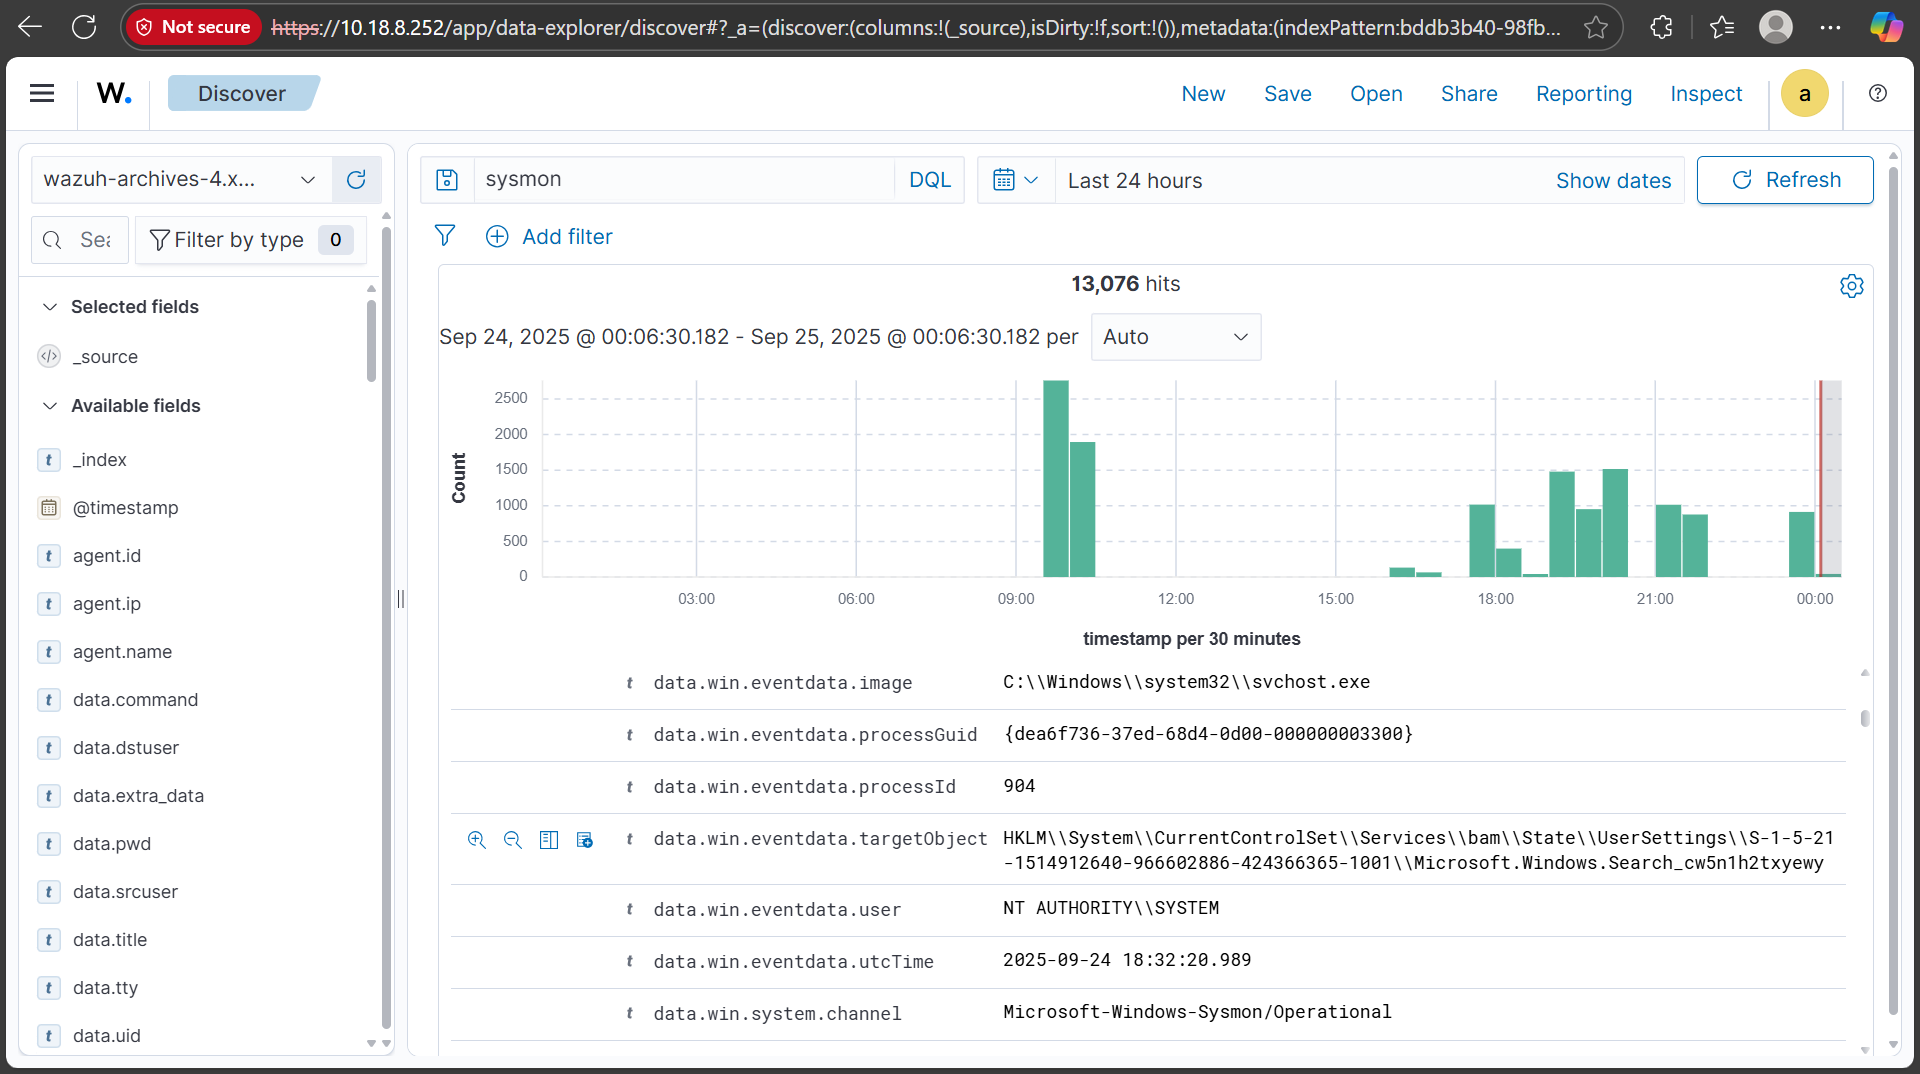 Not secure https://10.18.8.252/app/data-explorer/discover#?_a=(discover:(columns:!(_source),isDirty:!f,sort:!()),metadata:(indexPattern:bddb3b40-98fb...
W. Discover New Save Open Share Reporting Inspect a
wazuh-archives-4.x... sysmon DQL Last 24 hours Show dates Refresh
Filter by type 0 Add filter
13,076 hits
Sep 24, 2025 @ 00:06:30.182 - Sep 25, 2025 @ 00:06:30.182 per Auto
Selected fields
_source
Available fields
_index
@timestamp
agent.id
agent.ip
agent.name
data.command
data.dstuser
data.extra_data
data.pwd
data.srcuser
data.title
data.tty
data.uid
Count
2500
2000
1500
1000
500
0
03:00 06:00 09:00 12:00 15:00 18:00 21:00 00:00
timestamp per 30 minutes
t data.win.eventdata.image C:\\Windows\\system32\\svchost.exe
t data.win.eventdata.processGuid {dea6f736-37ed-68d4-0d00-000000003300}
t data.win.eventdata.processId 904
t data.win.eventdata.targetObject HKLM\\System\\CurrentControlSet\\Services\\bam\\State\\UserSettings\\S-1-5-21
-1514912640-966602886-424366365-1001\\Microsoft.Windows.Search_cw5n1h2txyewy
t data.win.eventdata.user NT AUTHORITY\\SYSTEM
t data.win.eventdata.utcTime 2025-09-24 18:32:20.989
t data.win.system.channel Microsoft-Windows-Sysmon/Operational